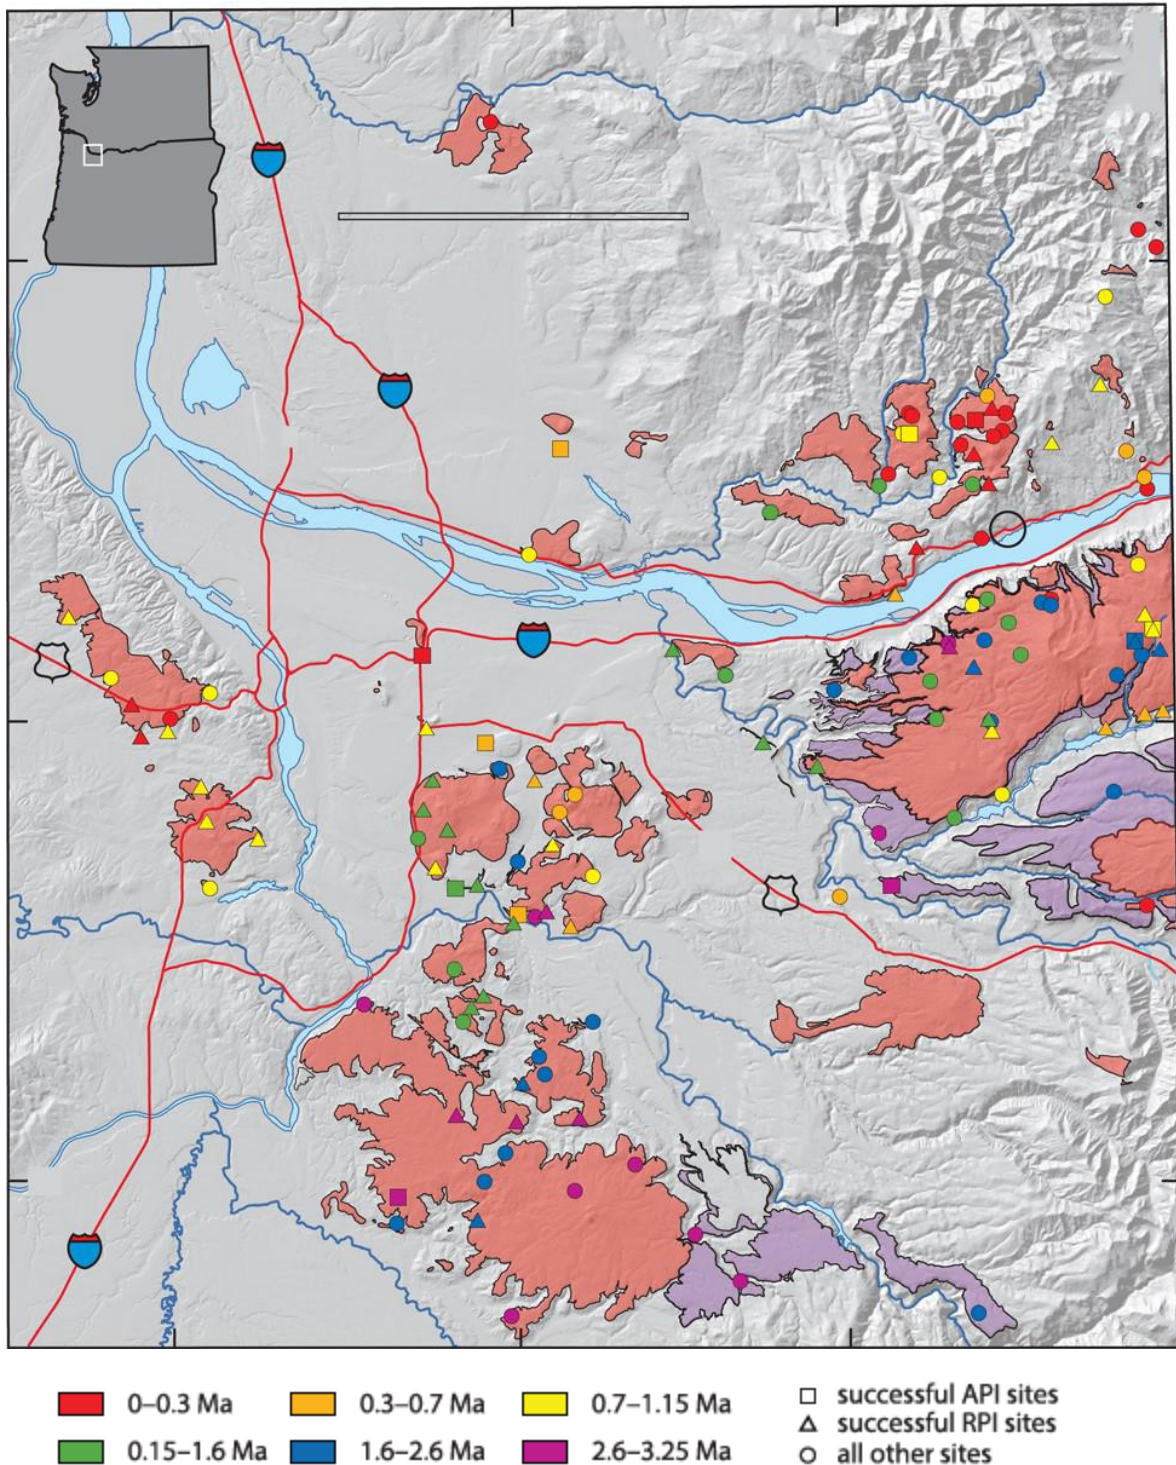 0–0.3 Ma
0.3–0.7 Ma
0.7–1.15 Ma
successful API sites
successful RPI sites
0.15–1.6 Ma
1.6–2.6 Ma
2.6–3.25 Ma
all other sites